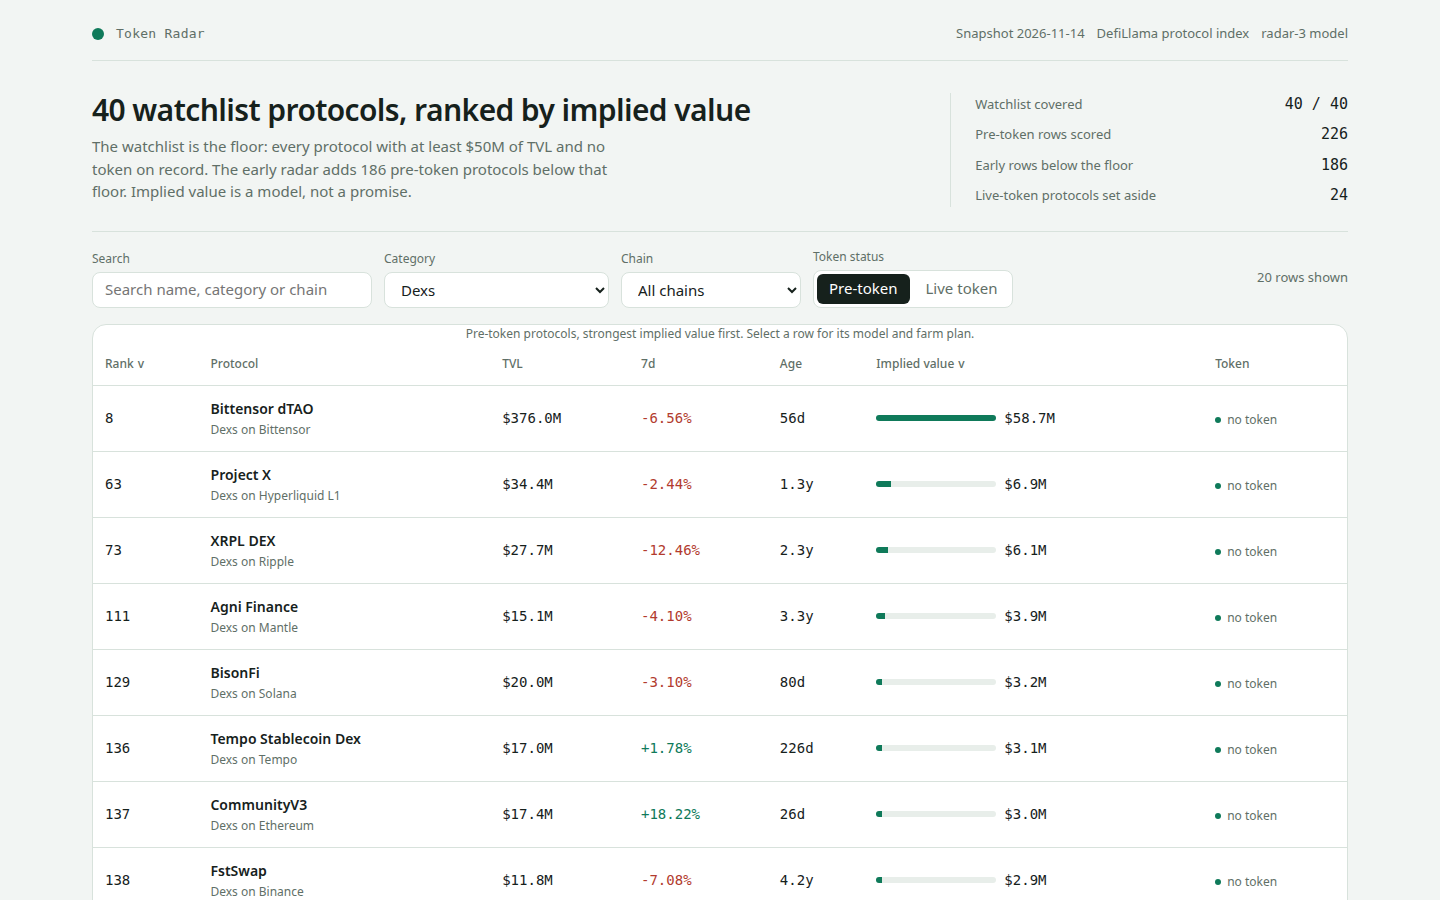 Token Radar
Snapshot 2026-11-14 DefiLlama protocol index radar-3 model
40 watchlist protocols, ranked by implied value
The watchlist is the floor: every protocol with at least $50M of TVL and no
token on record. The early radar adds 186 pre-token protocols below that
floor. Implied value is a model, not a promise.
Watchlist covered 40 / 40
Pre-token rows scored 226
Early rows below the floor 186
Live-token protocols set aside 24
Search Category Chain Token status
Search name, category or chain Dexs All chains Pre-token Live token 20 rows shown
Pre-token protocols, strongest implied value first. Select a row for its model and farm plan.
Rank v Protocol TVL 7d Age Implied value v Token
8 Bittensor dTAO $376.0M -6.56% 56d $58.7M no token
Dexs on Bittensor
63 Project X $34.4M -2.44% 1.3y $6.9M no token
Dexs on Hyperliquid L1
73 XRPL DEX $27.7M -12.46% 2.3y $6.1M no token
Dexs on Ripple
111 Agni Finance $15.1M -4.10% 3.3y $3.9M no token
Dexs on Mantle
129 BisonFi $20.0M -3.10% 80d $3.2M no token
Dexs on Solana
136 Tempo Stablecoin Dex $17.0M +1.78% 226d $3.1M no token
Dexs on Tempo
137 CommunityV3 $17.4M +18.22% 26d $3.0M no token
Dexs on Ethereum
138 FstSwap $11.8M -7.08% 4.2y $2.9M no token
Dexs on Binance